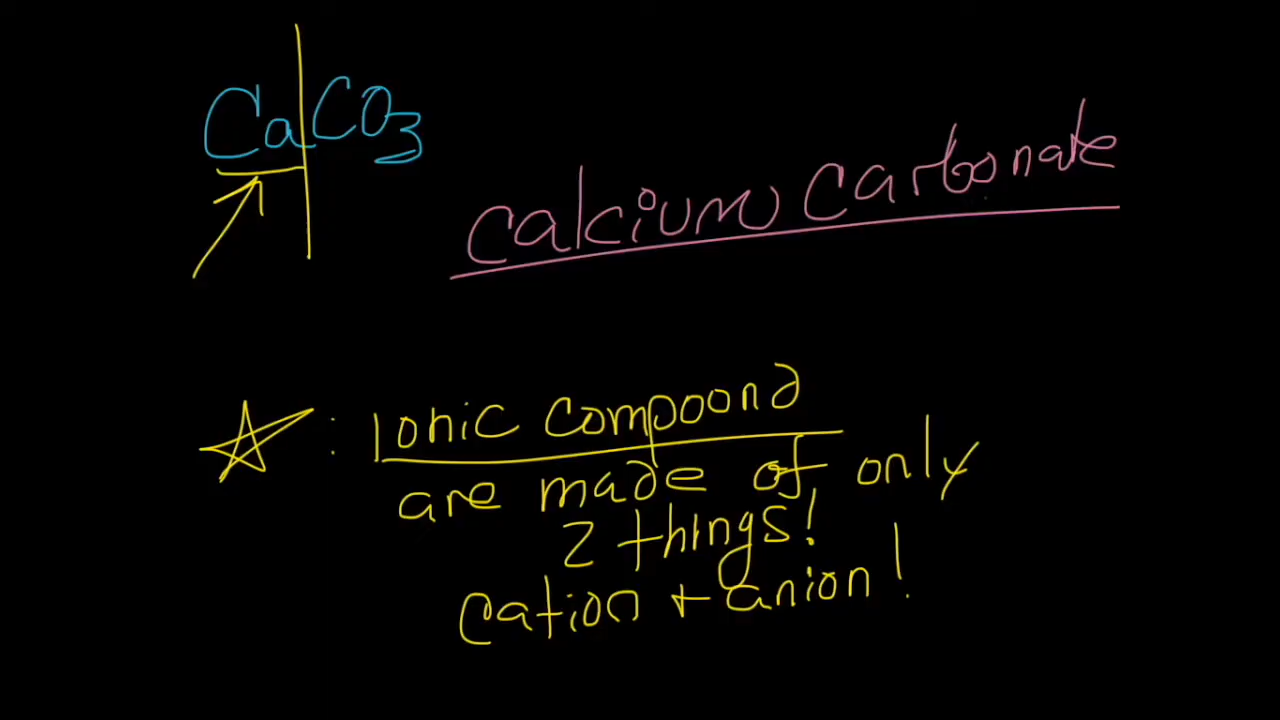 CaCO3
calcium carbonate
: Ionic compound
are made of only
2 things!
cation + anion!